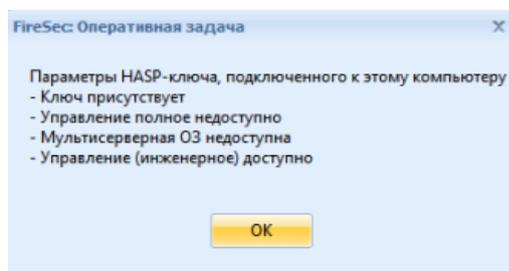 FireSec: Оперативная задача
Параметры HASP-ключа, подключенного к этому компьютеру
- Ключ присутствует
- Управление полное недоступно
- Мультисерверная ОЗ недоступна
- Управление (инженерное) доступно
ОК